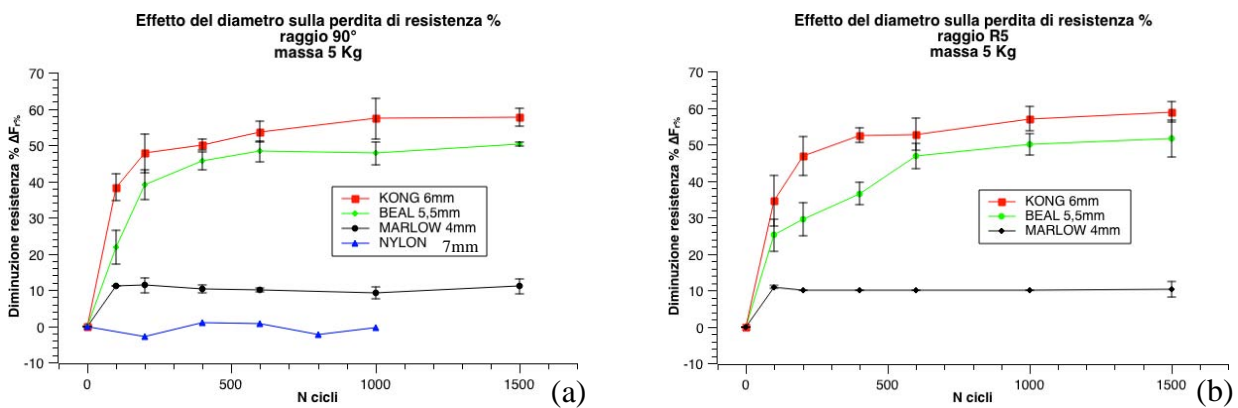 Effetto del diametro sulla perdita di resistenza %
raggio 90°
massa 5 Kg
Diminuzione resistenza % ΔFr%
70
60
50
40
30
20
10
0
-10
KONG 6mm
BEAL 5,5mm
MARLOW 4mm
NYLON 7mm
0 500 1000 1500
N cicli
(a)
Effetto del diametro sulla perdita di resistenza %
raggio R5
massa 5 Kg
Diminuzione resistenza % ΔFr%
70
60
50
40
30
20
10
0
-10
KONG 6mm
BEAL 5,5mm
MARLOW 4mm
0 500 1000 1500
N cicli
(b)